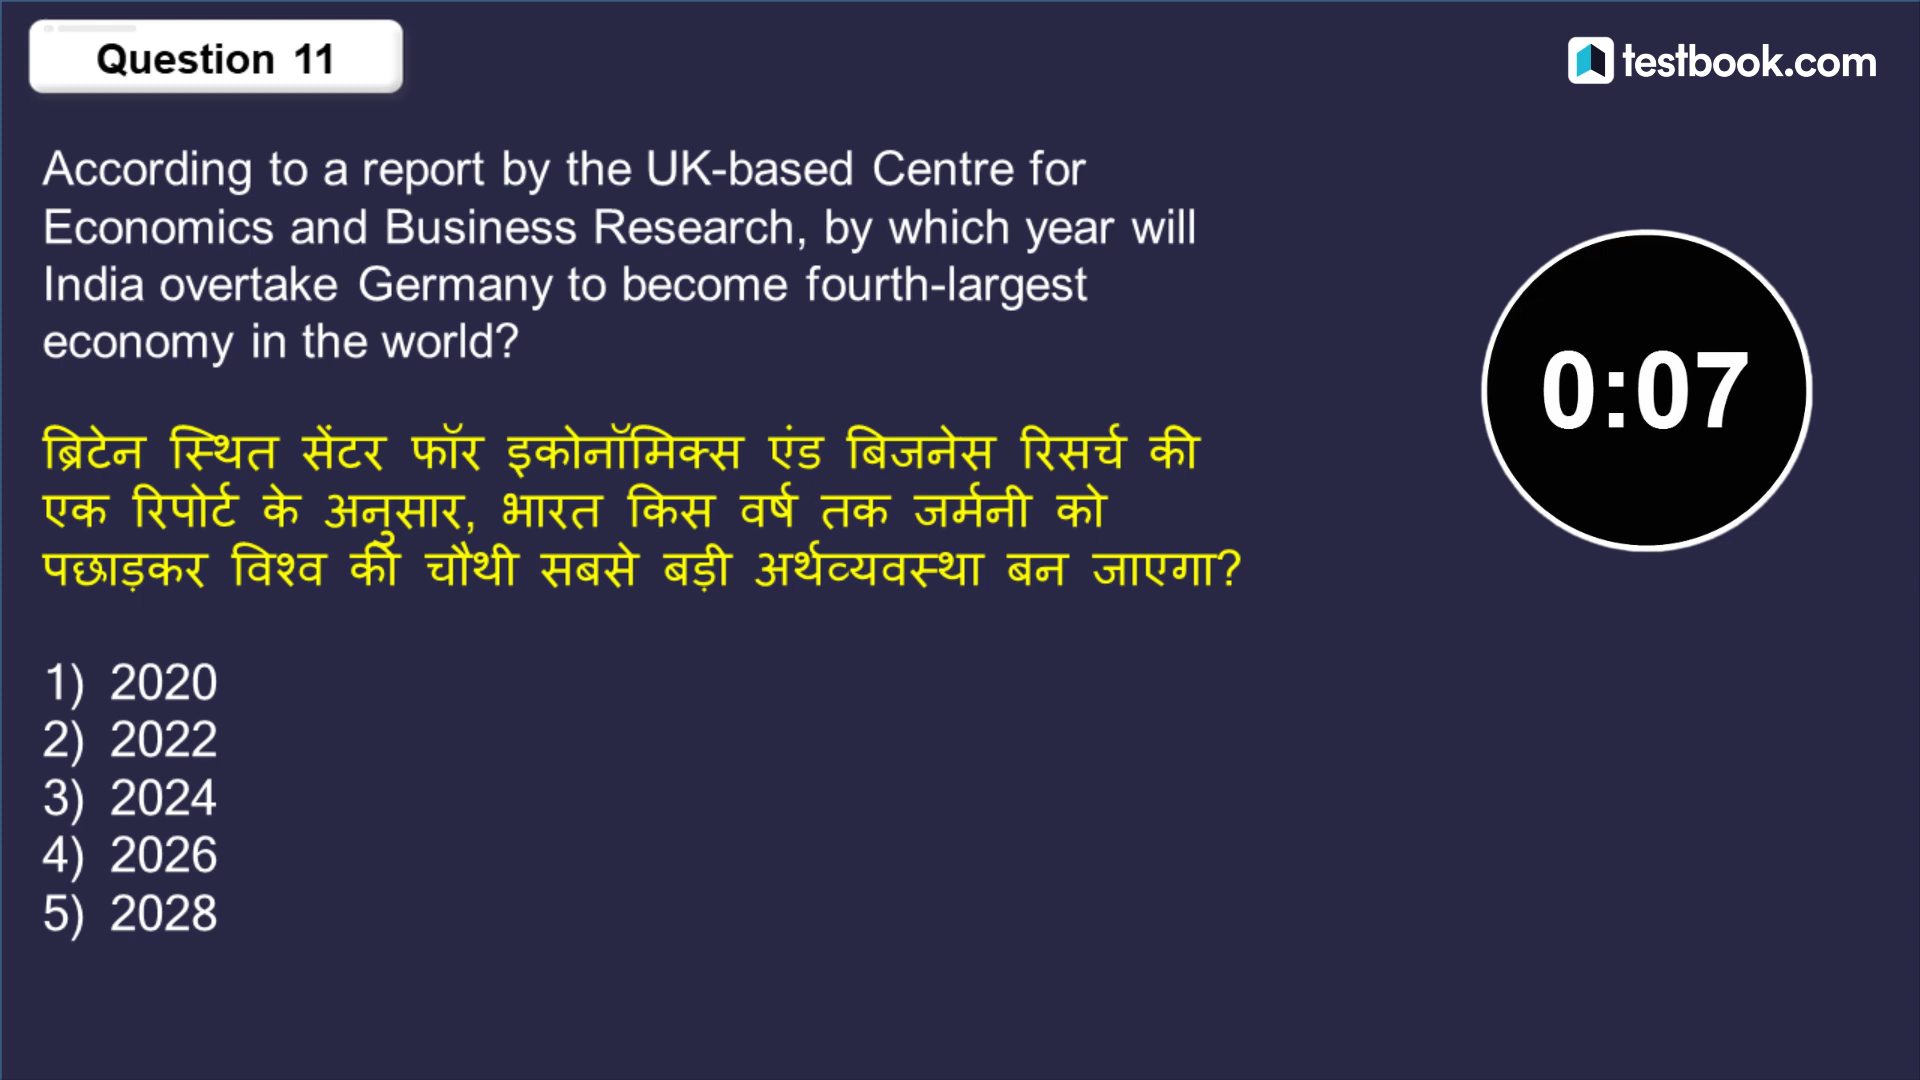 Question 11
testbook.com
According to a report by the UK-based Centre for
Economics and Business Research, by which year will
India overtake Germany to become fourth-largest
economy in the world?
0:07
ब्रिटेन स्थित सेंटर फॉर इकोनॉमिक्स एंड बिजनेस रिसर्च की
एक रिपोर्ट के अनुसार, भारत किस वर्ष तक जर्मनी को
पछाड़कर विश्व की चौथी सबसे बड़ी अर्थव्यवस्था बन जाएगा?
1) 2020
2) 2022
3) 2024
4) 2026
5) 2028